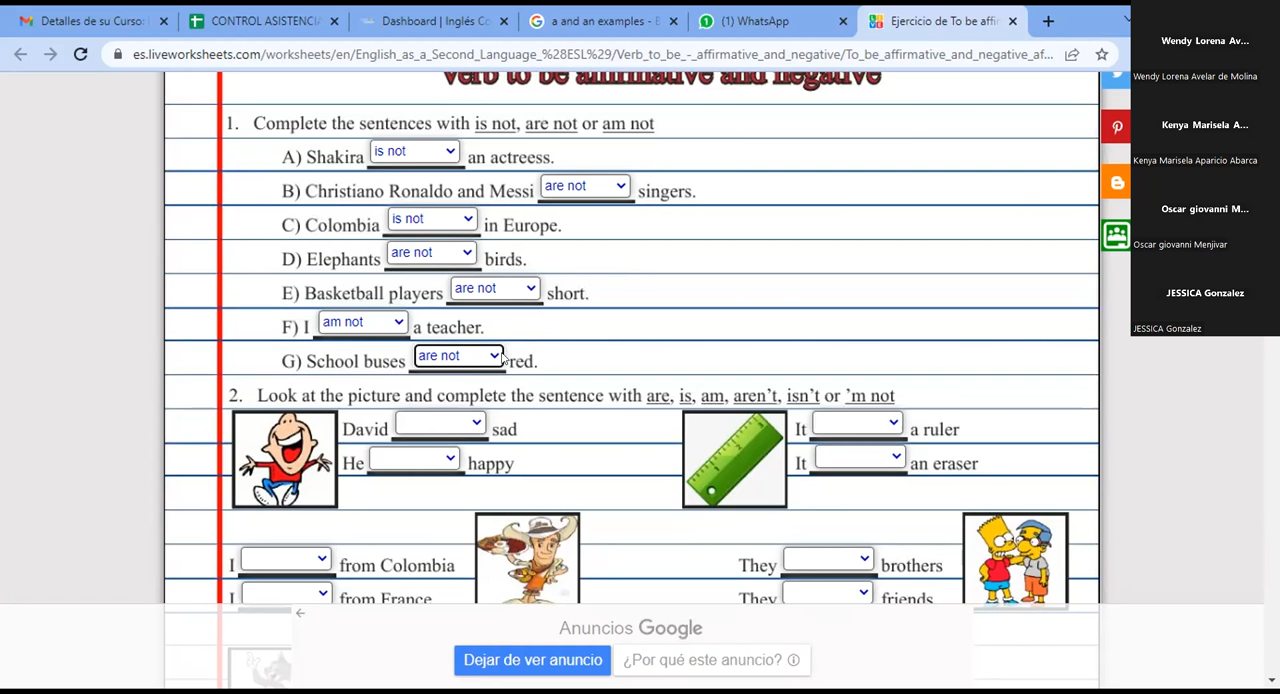 Detalles de su Curso:
CONTROL ASISTENCIA
Dashboard | Inglés Co
a and an examples - B
(1) WhatsApp
Ejercicio de To be affir
es.liveworksheets.com/worksheets/en/English_as_a_Second_Language_%28ESL%29/Verb_to_be_-_affirmative_and_negative/To_be_affirmative_and_negative_af...
Verb to be affirmative and negative
1. Complete the sentences with is not, are not or am not
A) Shakira is not an actreess.
B) Christiano Ronaldo and Messi are not singers.
C) Colombia is not in Europe.
D) Elephants are not birds.
E) Basketball players are not short.
F) I am not a teacher.
G) School buses are not red.
2. Look at the picture and complete the sentence with are, is, am, aren't, isn't or 'm not
David sad
He happy
It a ruler
It an eraser
I from Colombia
I from France
They brothers
They friends
Anuncios Google
Dejar de ver anuncio
¿Por qué este anuncio?
Wendy Lorena Av...
Wendy Lorena Avelar de Molina
Kenya Marisela A...
Kenya Marisela Aparicio Abarca
Oscar giovanni M...
Oscar giovanni Menjivar
JESSICA Gonzalez
JESSICA Gonzalez